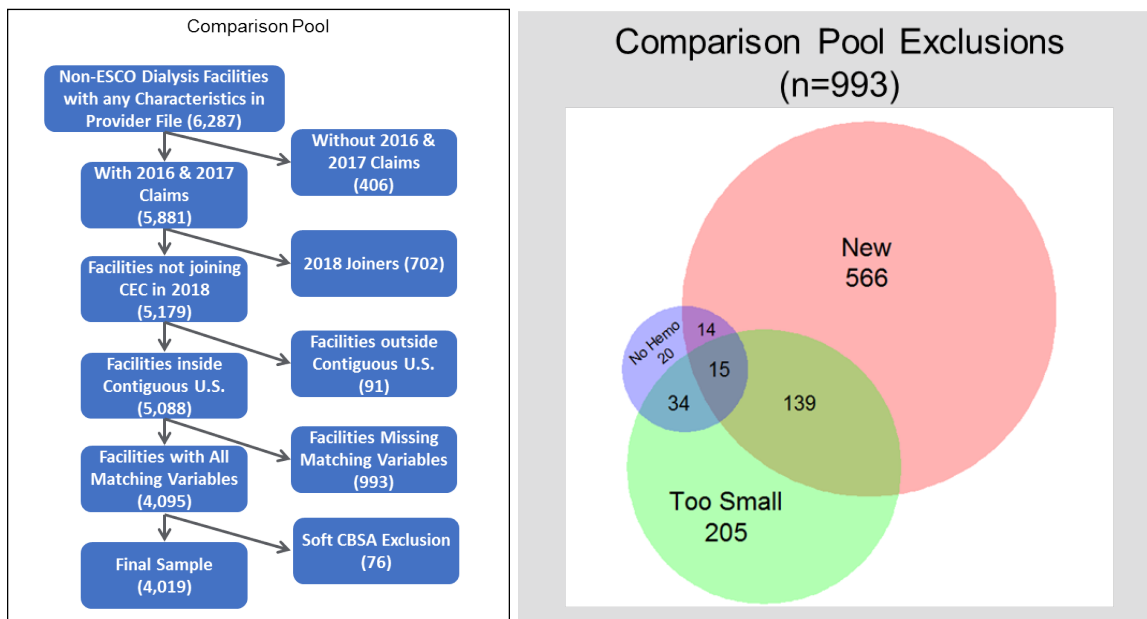 Comparison Pool
Non-ESCO Dialysis Facilities
with any Characteristics in
Provider File (6,287)
Without 2016 &
2017 Claims
(406)
With 2016 & 2017
Claims
(5,881)
2018 Joiners (702)
Facilities not joining
CEC in 2018
(5,179)
Facilities outside
Contiguous U.S.
(91)
Facilities inside
Contiguous U.S.
(5,088)
Facilities Missing
Matching Variables
(993)
Facilities with All
Matching Variables
(4,095)
Soft CBSA Exclusion
(76)
Final Sample
(4,019)
Comparison Pool Exclusions
(n=993)
New
566
No Hemo
20
14
15
34
139
Too Small
205